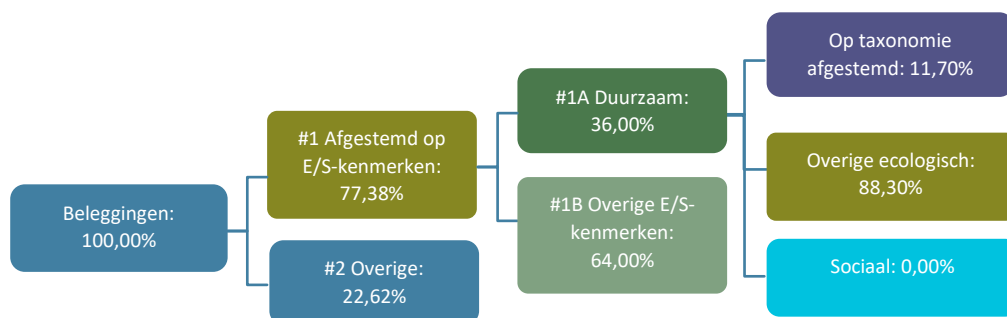 Beleggingen:
100,00%
#1 Afgestemd op
E/S-kenmerken:
77,38%
#2 Overige:
22,62%
#1A Duurzaam:
36,00%
#1B Overige E/S-
kenmerken:
64,00%
Op taxonomie
afgestemd: 11,70%
Overige ecologisch:
88,30%
Sociaal: 0,00%